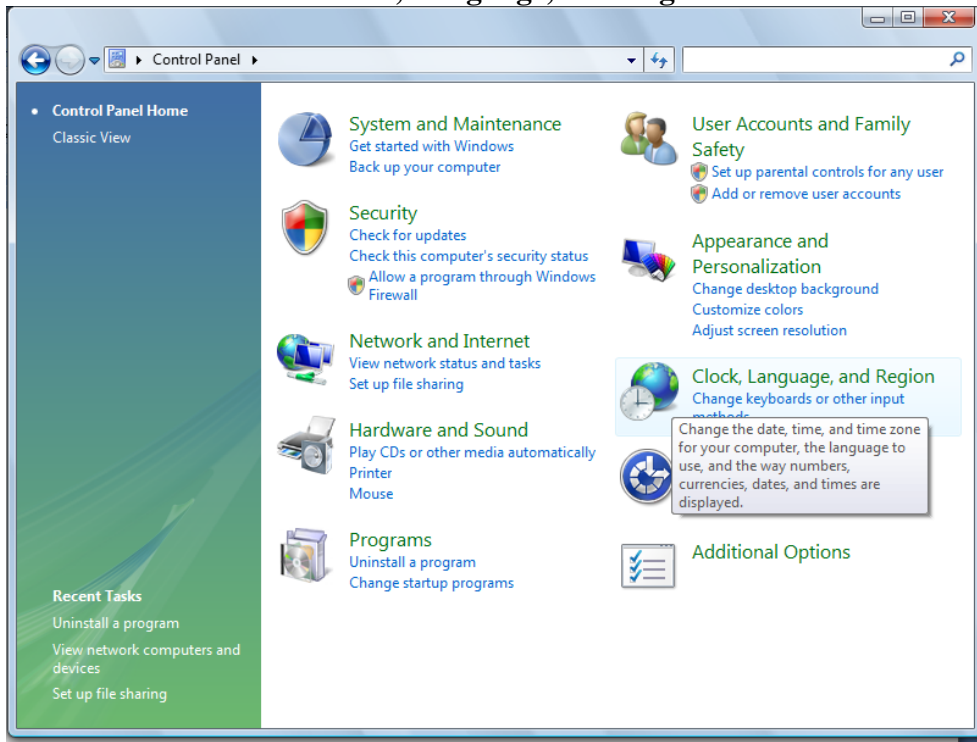 Control Panel
Control Panel Home
Classic View
System and Maintenance
Get started with Windows
Back up your computer
Security
Check for updates
Check this computer's security status
Allow a program through Windows
Firewall
Network and Internet
View network status and tasks
Set up file sharing
Hardware and Sound
Play CDs or other media automatically
Printer
Mouse
Programs
Uninstall a program
Change startup programs
User Accounts and Family
Safety
Set up parental controls for any user
Add or remove user accounts
Appearance and
Personalization
Change desktop background
Customize colors
Adjust screen resolution
Clock, Language, and Region
Change keyboards or other input
methods
Change the date, time, and time zone
for your computer, the language to
use, and the way numbers,
currencies, dates, and times are
displayed.
Additional Options
Recent Tasks
Uninstall a program
View network computers and
devices
Set up file sharing